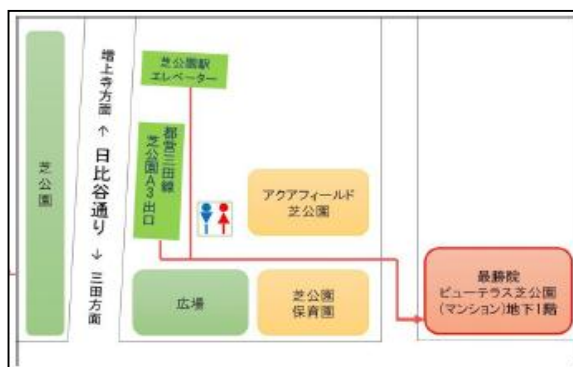 芝公園駅
エレベーター
増上寺方面
↑
日比谷通り
↓
三田方面
芝公園
都営三田線
芝公園A3出口
アクアフィールド
芝公園
広場
芝公園
保育園
最勝院
ビューテラス芝公園
(マンション)地下1階